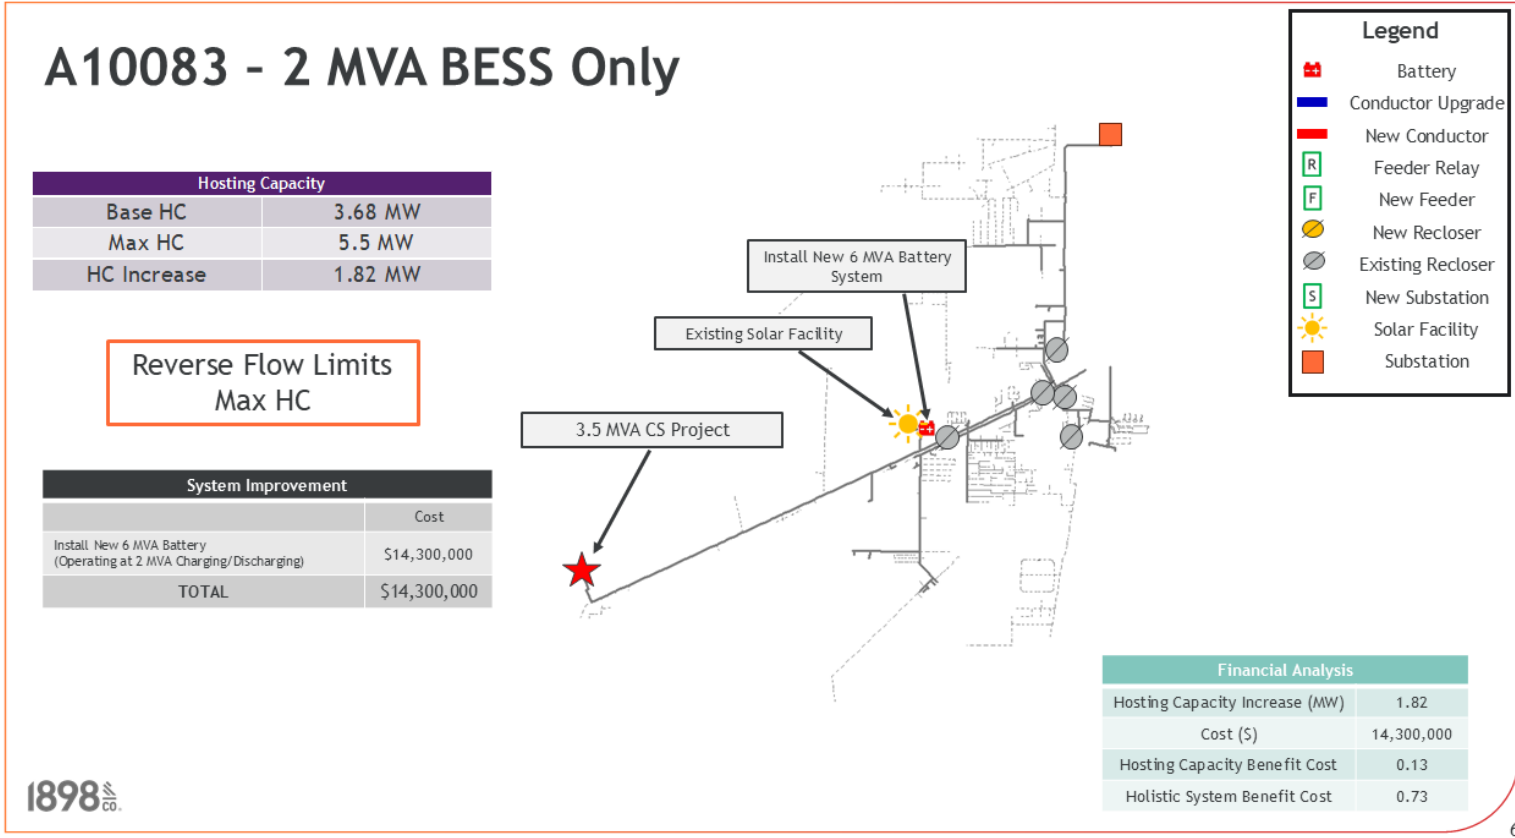 A10083 - 2 MVA BESS Only
Hosting Capacity
Base HC 3.68 MW
Max HC 5.5 MW
HC Increase 1.82 MW
Reverse Flow Limits
Max HC
System Improvement
Cost
Install New 6 MVA Battery
(Operating at 2 MVA Charging/Discharging) $14,300,000
TOTAL $14,300,000
Install New 6 MVA Battery
System
Existing Solar Facility
3.5 MVA CS Project
Legend
Battery
Conductor Upgrade
New Conductor
R Feeder Relay
F New Feeder
New Recloser
Existing Recloser
S New Substation
Solar Facility
Substation
Financial Analysis
Hosting Capacity Increase (MW) 1.82
Cost ($) 14,300,000
Hosting Capacity Benefit Cost 0.13
Holistic System Benefit Cost 0.73
1898 & CO.